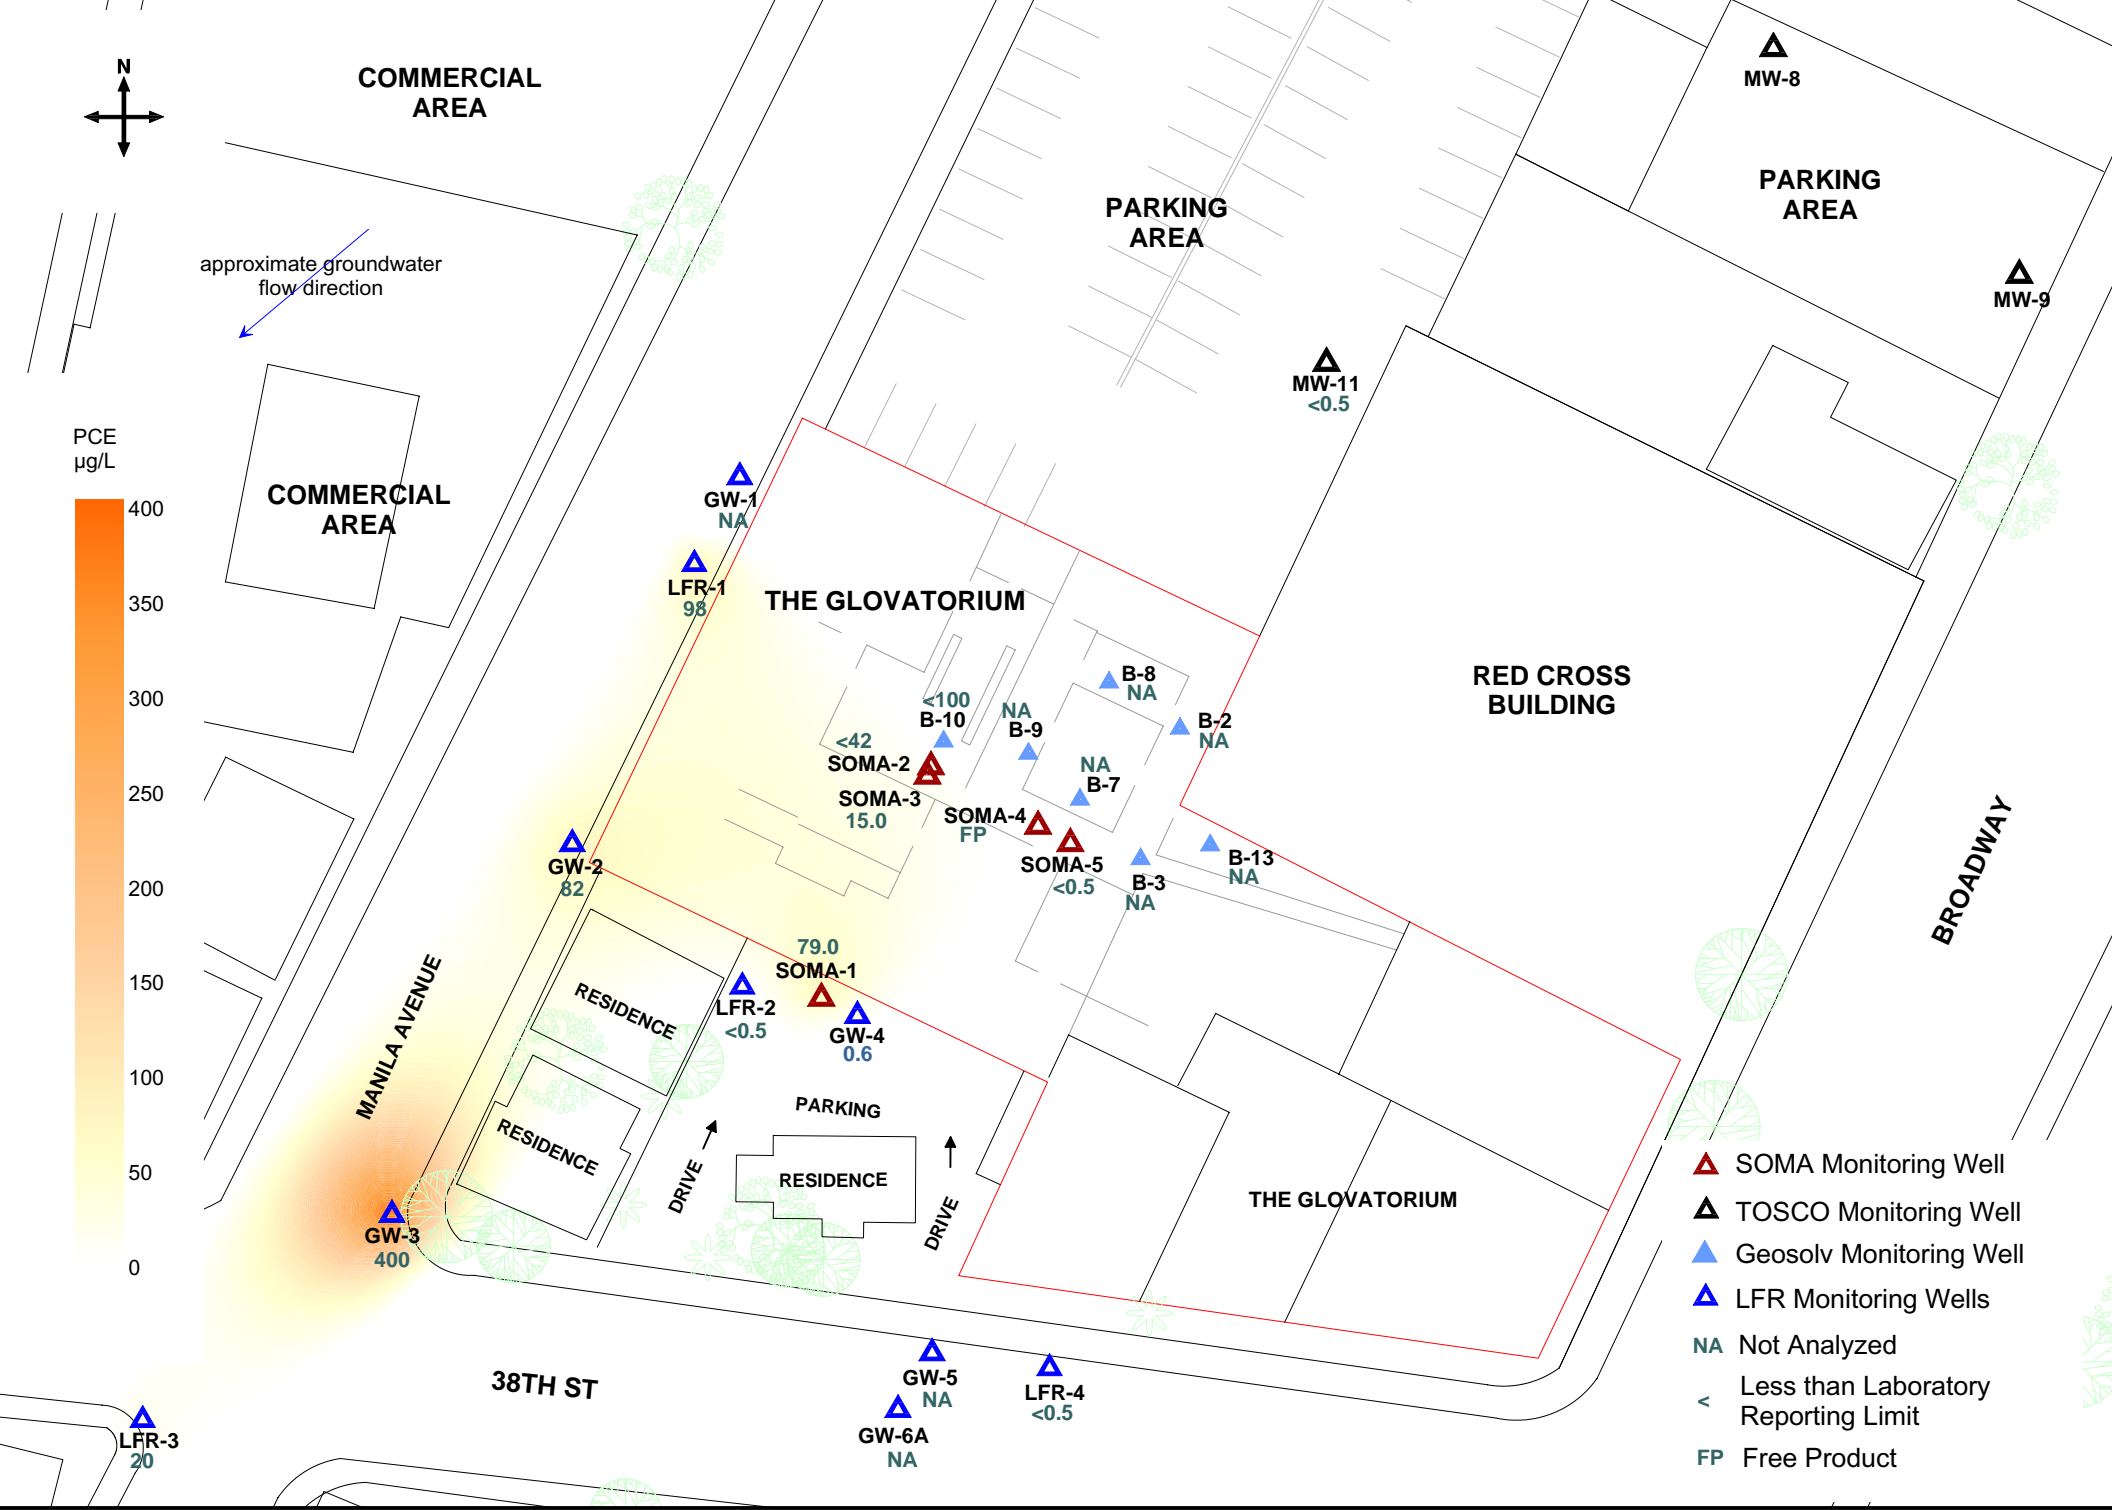 N
COMMERCIAL
AREA
MW-8
PARKING
AREA
PARKING
AREA
approximate groundwater
flow direction
MW-9
MW-11
<0.5
PCE
µg/L
400
350
300
250
200
150
100
50
0
COMMERCIAL
AREA
GW-1
NA
LFR-1
98
THE GLOVATORIUM
RED CROSS
BUILDING
B-8
NA
<100
B-10
NA
B-9
B-2
NA
<42
SOMA-2
NA
B-7
SOMA-3
15.0
SOMA-4
FP
SOMA-5
<0.5
B-13
NA
B-3
NA
GW-2
82
BROADWAY
79.0
SOMA-1
MANILA AVENUE
RESIDENCE
LFR-2
<0.5
GW-4
0.6
PARKING
RESIDENCE
DRIVE
RESIDENCE
DRIVE
THE GLOVATORIUM
GW-3
400
38TH ST
GW-5
NA
LFR-4
<0.5
GW-6A
NA
LFR-3
20
SOMA Monitoring Well
TOSCO Monitoring Well
Geosolv Monitoring Well
LFR Monitoring Wells
NA Not Analyzed
< Less than Laboratory
Reporting Limit
FP Free Product